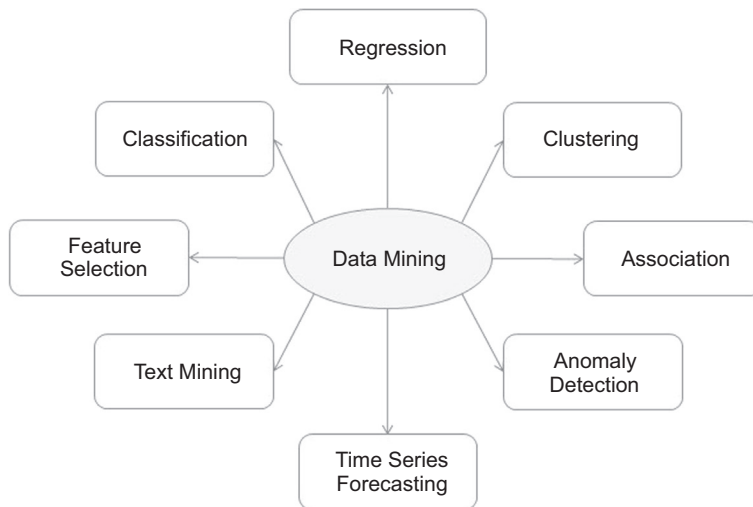 Regression
Classification
Clustering
Feature
Selection
Data Mining
Association
Text Mining
Anomaly
Detection
Time Series
Forecasting